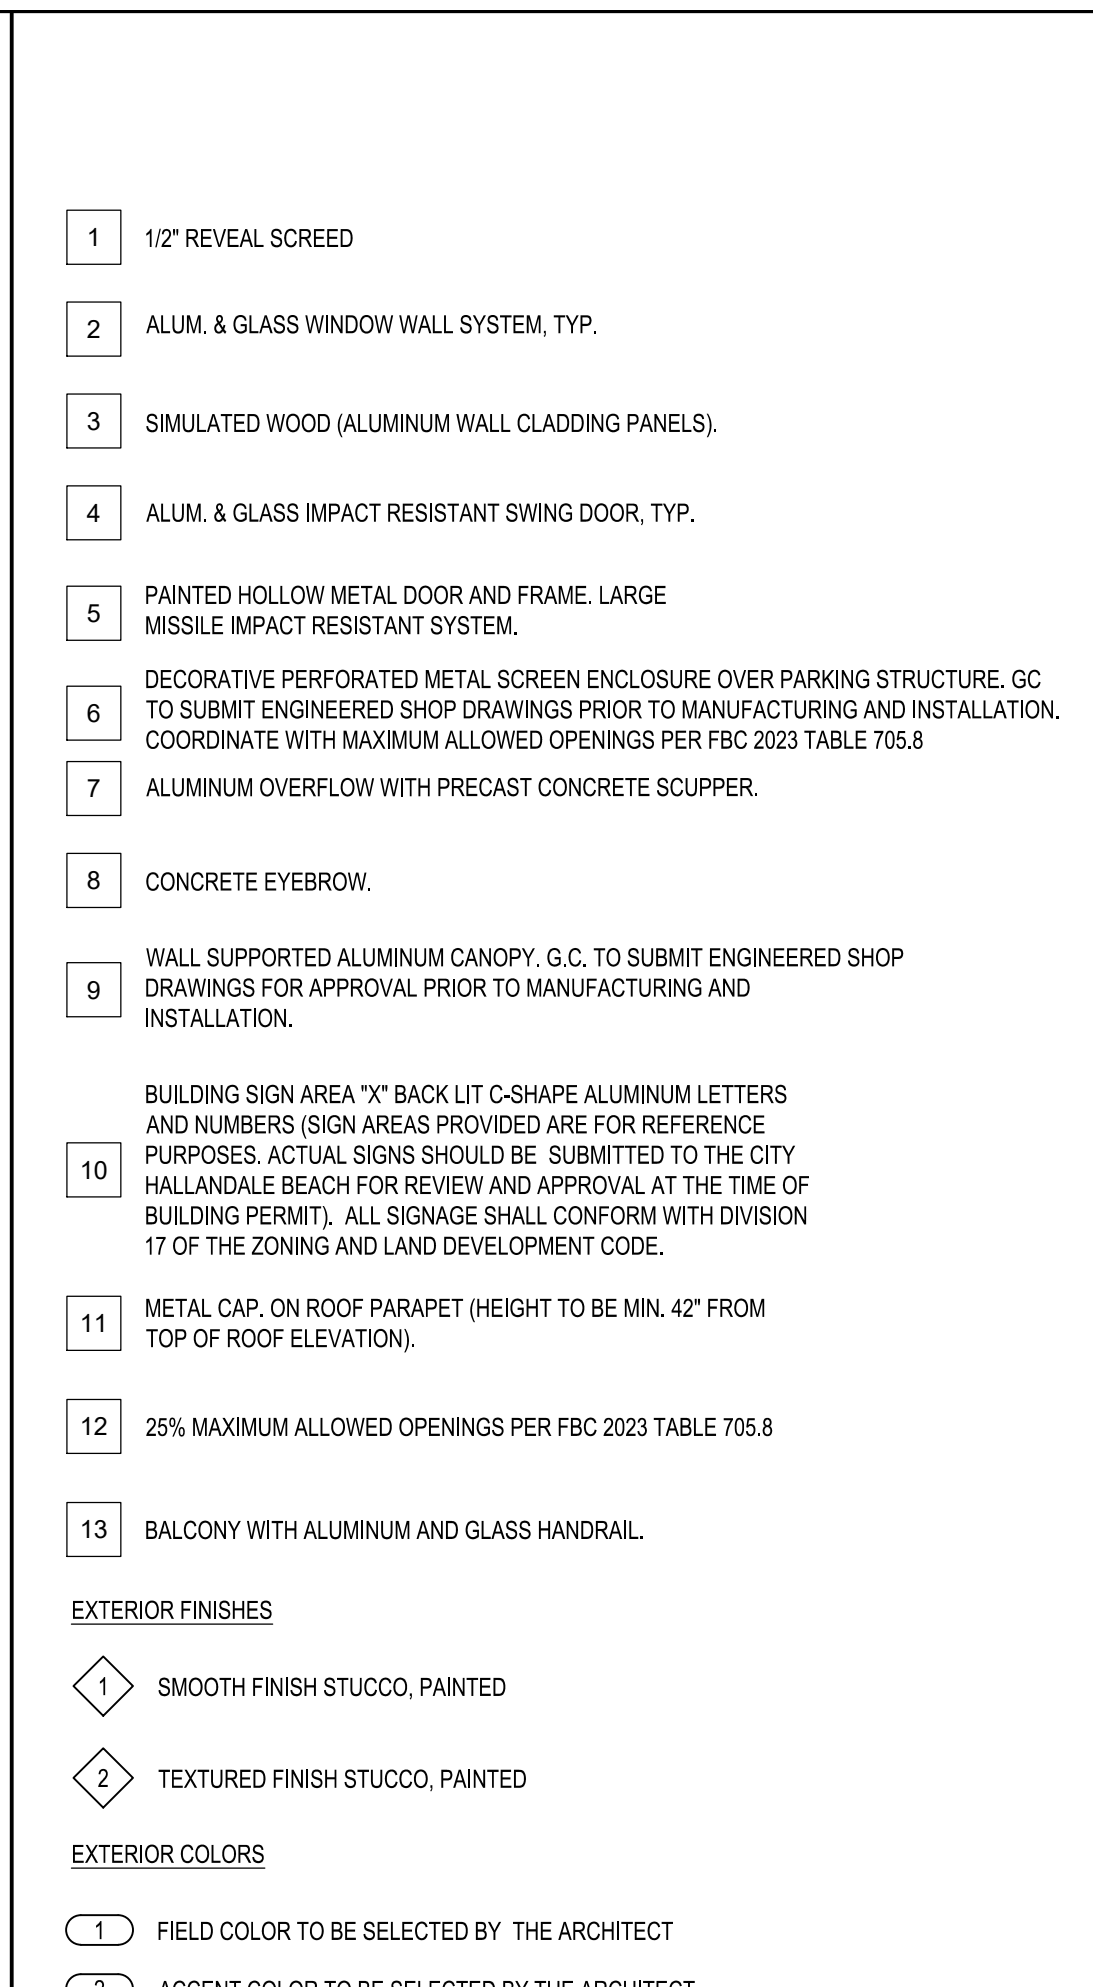 1 1/2" REVEAL SCREED
2 ALUM. & GLASS WINDOW WALL SYSTEM, TYP.
3 SIMULATED WOOD (ALUMINUM WALL CLADDING PANELS).
4 ALUM. & GLASS IMPACT RESISTANT SWING DOOR, TYP.
5 PAINTED HOLLOW METAL DOOR AND FRAME. LARGE
MISSILE IMPACT RESISTANT SYSTEM.
6 DECORATIVE PERFORATED METAL SCREEN ENCLOSURE OVER PARKING STRUCTURE. GC
TO SUBMIT ENGINEERED SHOP DRAWINGS PRIOR TO MANUFACTURING AND INSTALLATION.
COORDINATE WITH MAXIMUM ALLOWED OPENINGS PER FBC 2023 TABLE 705.8
7 ALUMINUM OVERFLOW WITH PRECAST CONCRETE SCUPPER.
8 CONCRETE EYEBROW.
9 WALL SUPPORTED ALUMINUM CANOPY. G.C. TO SUBMIT ENGINEERED SHOP
DRAWINGS FOR APPROVAL PRIOR TO MANUFACTURING AND
INSTALLATION.
10 BUILDING SIGN AREA "X" BACK LIT C-SHAPE ALUMINUM LETTERS
AND NUMBERS (SIGN AREAS PROVIDED ARE FOR REFERENCE
PURPOSES. ACTUAL SIGNS SHOULD BE SUBMITTED TO THE CITY
HALLANDALE BEACH FOR REVIEW AND APPROVAL AT THE TIME OF
BUILDING PERMIT). ALL SIGNAGE SHALL CONFORM WITH DIVISION
17 OF THE ZONING AND LAND DEVELOPMENT CODE.
11 METAL CAP. ON ROOF PARAPET (HEIGHT TO BE MIN. 42" FROM
TOP OF ROOF ELEVATION).
12 25% MAXIMUM ALLOWED OPENINGS PER FBC 2023 TABLE 705.8
13 BALCONY WITH ALUMINUM AND GLASS HANDRAIL.
EXTERIOR FINISHES
1 SMOOTH FINISH STUCCO, PAINTED
2 TEXTURED FINISH STUCCO, PAINTED
EXTERIOR COLORS
1 FIELD COLOR TO BE SELECTED BY THE ARCHITECT
2 ACCENT COLOR TO BE SELECTED BY THE ARCHITECT